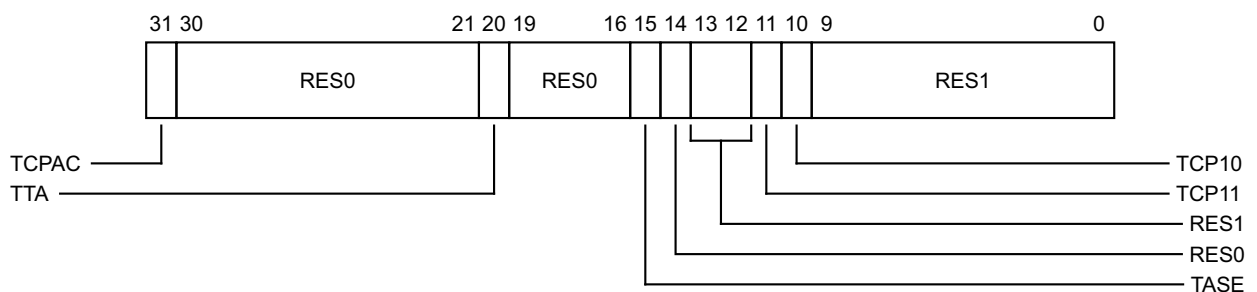 31 30 21 20 19 16 15 14 13 12 11 10 9 0
RES0 RES0 RES1
TCPAC TCP10
TTA TCP11
RES1
RES0
TASE